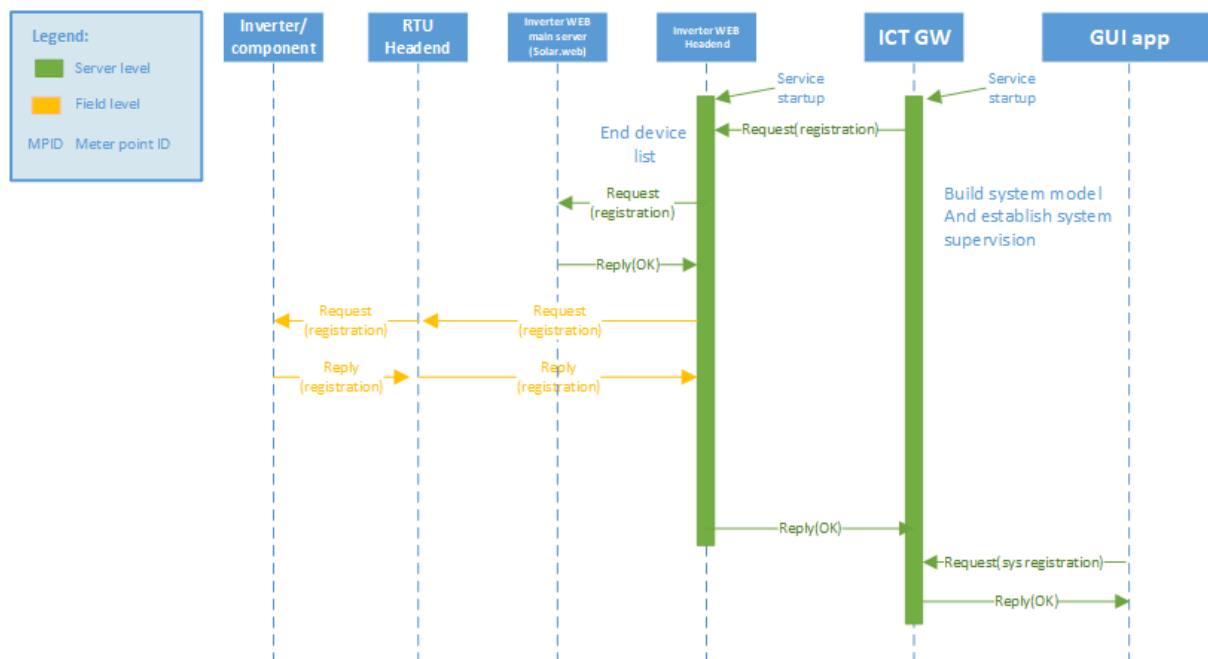 Legend:
Server level
Field level
MPID Meter point ID
Inverter/
component
RTU
Headend
Inverter WEB
main server
(Solar.web)
Inverter WEB
Headend
ICT GW
GUI app
Service
startup
Service
startup
End device
list
Request(registration)
Request
(registration)
Build system model
And establish system
supervision
Reply(OK)
Request
(registration)
Request
(registration)
Reply
(registration)
Reply
(registration)
Reply(OK)
Request(sys registration)
Reply(OK)